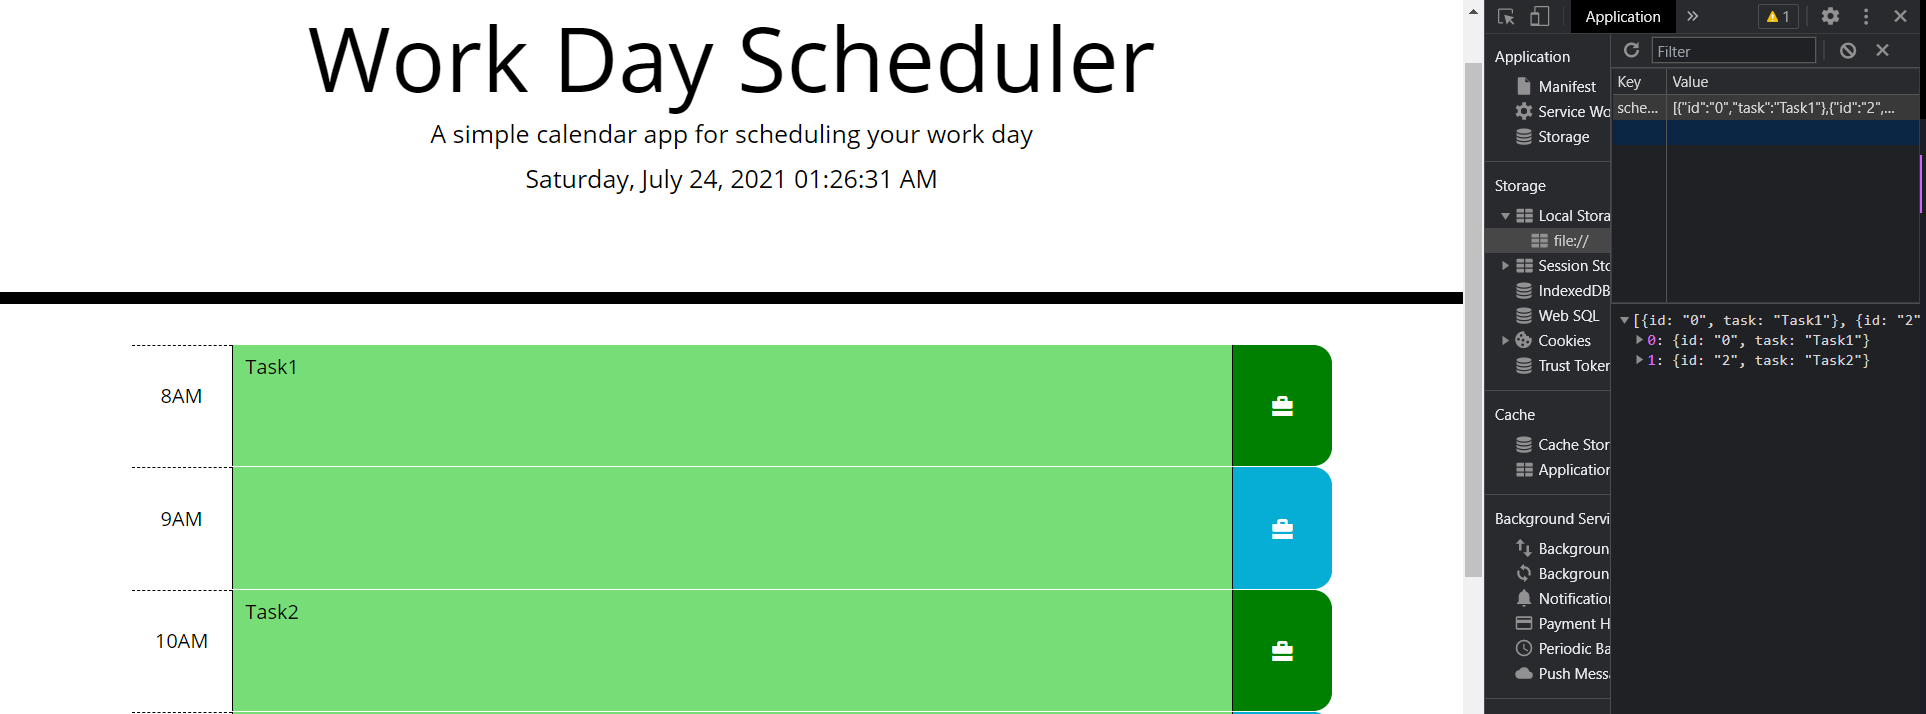 Work Day Scheduler
A simple calendar app for scheduling your work day
Saturday, July 24, 2021 01:26:31 AM
8AM
Task1
9AM
10AM
Task2
Application
1
Application
Manifest
Service Wo
Storage
Storage
Local Stora
file://
Session Sto
IndexedDB
Web SQL
Cookies
Trust Token
Cache
Cache Stor
Application
Background Servi
Backgroun
Backgroun
Notification
Payment H
Periodic Ba
Push Messa
Filter
Key Value
sche... [{"id":"0","task":"Task1"},{"id":"2",...
[{id: "0", task: "Task1"}, {id: "2"
0: {id: "0", task: "Task1"}
1: {id: "2", task: "Task2"}